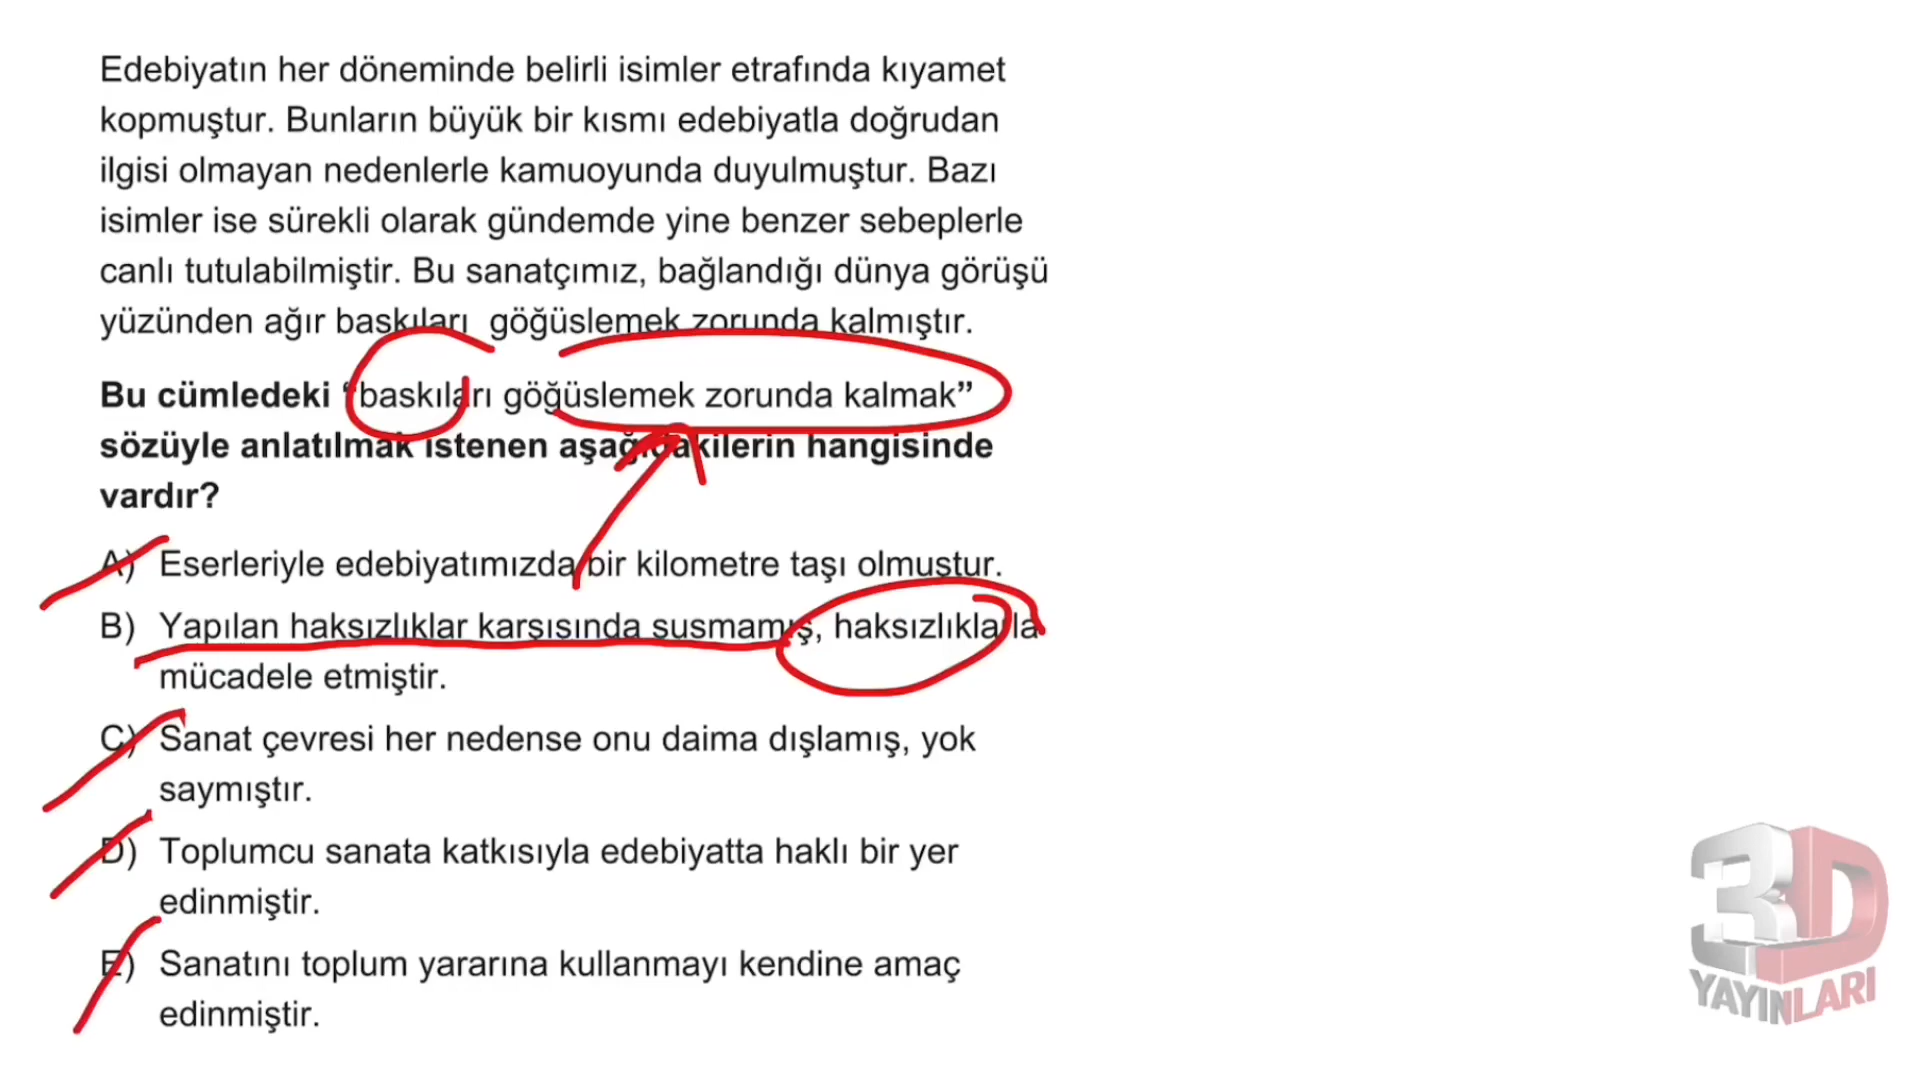 Edebiyatın her döneminde belirli isimler etrafında kıyamet
kopmuştur. Bunların büyük bir kısmı edebiyatla doğrudan
ilgisi olmayan nedenlerle kamuoyunda duyulmuştur. Bazı
isimler ise sürekli olarak gündemde yine benzer sebeplerle
canlı tutulabilmiştir. Bu sanatçımız, bağlandığı dünya görüşü
yüzünden ağır baskıları göğüslemek zorunda kalmıştır.
Bu cümledeki “baskıları göğüslemek zorunda kalmak”
sözüyle anlatılmak istenen aşağıdakilerin hangisinde
vardır?
A) Eserleriyle edebiyatımızda bir kilometre taşı olmuştur.
B) Yapılan haksızlıklar karşısında susmamış, haksızlıklarla
mücadele etmiştir.
C) Sanat çevresi her nedense onu daima dışlamış, yok
saymıştır.
D) Toplumcu sanata katkısıyla edebiyatta haklı bir yer
edinmiştir.
E) Sanatını toplum yararına kullanmayı kendine amaç
edinmiştir.
3D
YAYINLARI